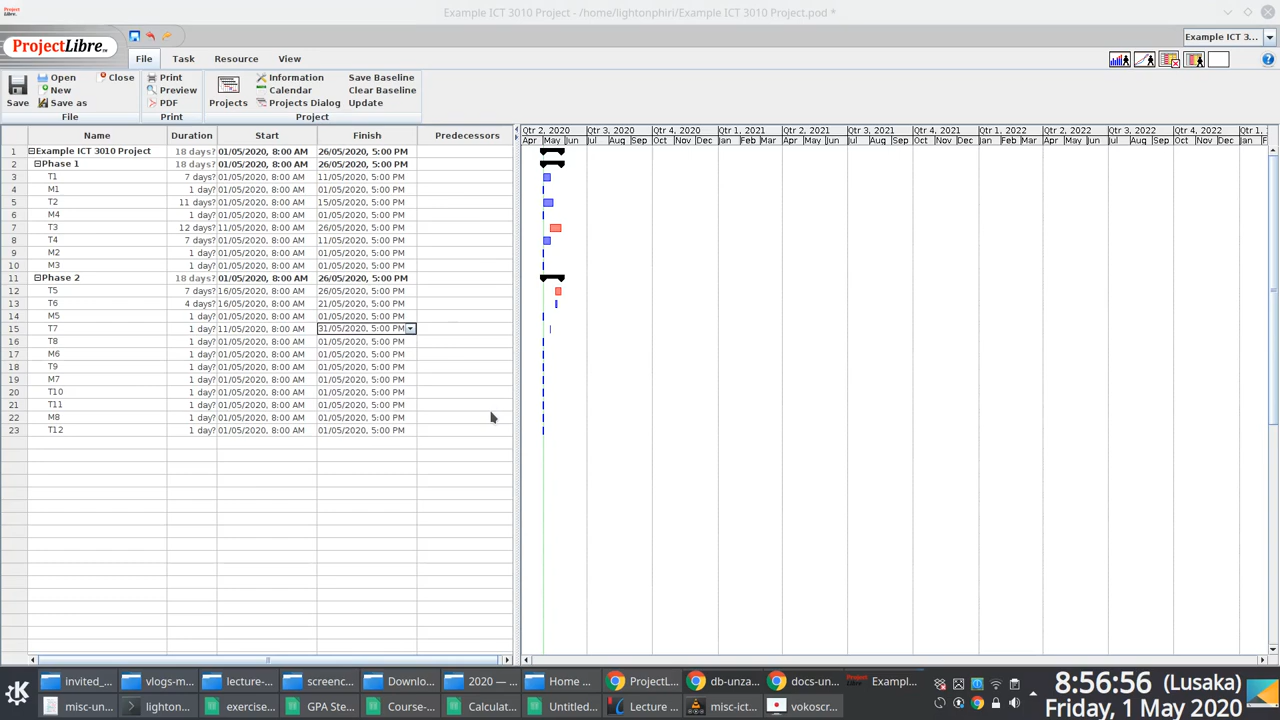 Example ICT 3010 Project - /home/lightonphiri/Example ICT 3010 Project.pod *
Project
Libre
ProjectLibre
Example ICT 3...
File Task Resource Open
View
Save
Open
New
Save as
Close
File
Print
Preview
PDF
Print
Projects
Information
Calendar
Projects Dialog
Save Baseline
Clear Baseline
Update
Project
Name Duration Start Finish Predecessors
Qtr 2, 2020 Qtr 3, 2020 Qtr 4, 2020 Qtr 1, 2021 Qtr 2, 2021 Qtr 3, 2021 Qtr 4, 2021 Qtr 1, 2022 Qtr 2, 2022 Qtr 3, 2022 Qtr 4, 2022 Qtr 1,
Apr May Jun Jul Aug Sep Oct Nov Dec Jan Feb Mar Apr May Jun Jul Aug Sep Oct Nov Dec Jan Feb Mar Apr May Jun Jul Aug Sep Oct Nov Dec Jan
1 Example ICT 3010 Project 18 days? 01/05/2020, 8:00 AM 26/05/2020, 5:00 PM
2 Phase 1 18 days? 01/05/2020, 8:00 AM 26/05/2020, 5:00 PM
3 T1 7 days? 01/05/2020, 8:00 AM 11/05/2020, 5:00 PM
4 M1 1 day? 01/05/2020, 8:00 AM 01/05/2020, 5:00 PM
5 T2 11 days? 01/05/2020, 8:00 AM 15/05/2020, 5:00 PM
6 M4 1 day? 01/05/2020, 8:00 AM 01/05/2020, 5:00 PM
7 T3 12 days? 11/05/2020, 8:00 AM 26/05/2020, 5:00 PM
8 T4 7 days? 01/05/2020, 8:00 AM 11/05/2020, 5:00 PM
9 M2 1 day? 01/05/2020, 8:00 AM 01/05/2020, 5:00 PM
10 M3 1 day? 01/05/2020, 8:00 AM 01/05/2020, 5:00 PM
11 Phase 2 18 days? 01/05/2020, 8:00 AM 26/05/2020, 5:00 PM
12 T5 7 days? 16/05/2020, 8:00 AM 26/05/2020, 5:00 PM
13 T6 4 days? 16/05/2020, 8:00 AM 21/05/2020, 5:00 PM
14 M5 1 day? 01/05/2020, 8:00 AM 01/05/2020, 5:00 PM
15 T7 1 day? 11/05/2020, 8:00 AM 31/05/2020, 5:00 PM
16 T8 1 day? 01/05/2020, 8:00 AM 01/05/2020, 5:00 PM
17 M6 1 day? 01/05/2020, 8:00 AM 01/05/2020, 5:00 PM
18 T9 1 day? 01/05/2020, 8:00 AM 01/05/2020, 5:00 PM
19 M7 1 day? 01/05/2020, 8:00 AM 01/05/2020, 5:00 PM
20 T10 1 day? 01/05/2020, 8:00 AM 01/05/2020, 5:00 PM
21 T11 1 day? 01/05/2020, 8:00 AM 01/05/2020, 5:00 PM
22 M8 1 day? 01/05/2020, 8:00 AM 01/05/2020, 5:00 PM
23 T12 1 day? 01/05/2020, 8:00 AM 01/05/2020, 5:00 PM
invited_... vlogs-m... lecture-... screenc... Downlo... 2020 —... Home ... ProjectL... db-unza... docs-un... Exampl...
misc-un... lighton... exercise... GPA Ste... Course-... Calculat... Untitled... Lecture ... misc-ict... vokoscr...
8:56:56 (Lusaka)
Friday, 1 May 2020